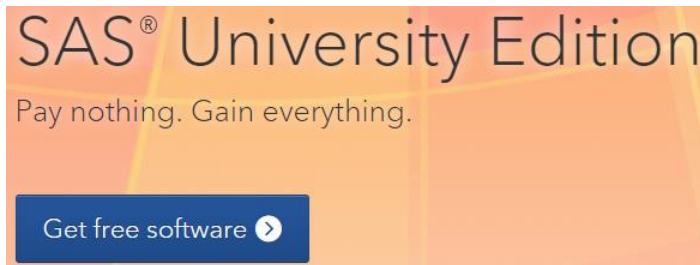 SAS® University Edition
Pay nothing. Gain everything.
Get free software